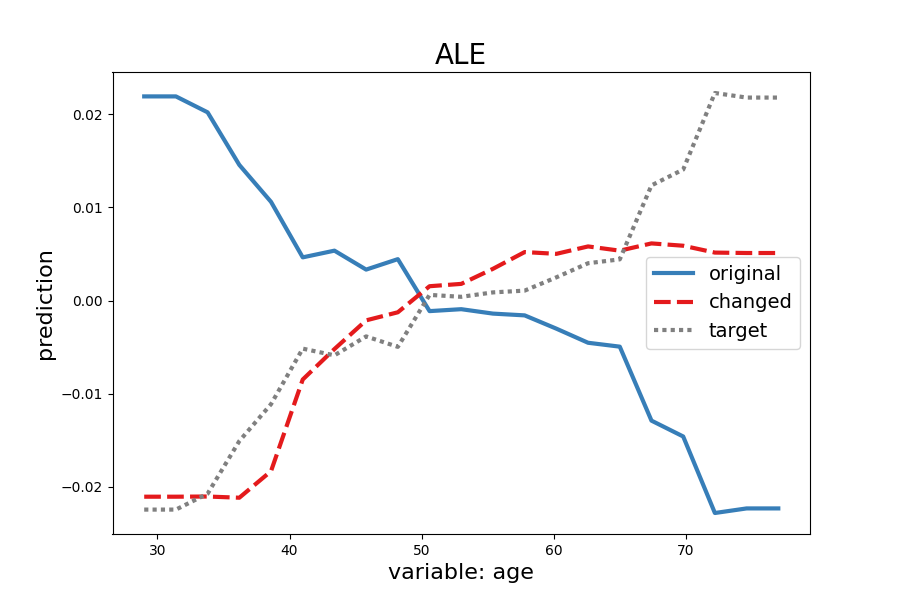 ALE
0.02
0.01
0.00
−0.01
−0.02
prediction
30 40 50 60 70
variable: age
original
changed
target